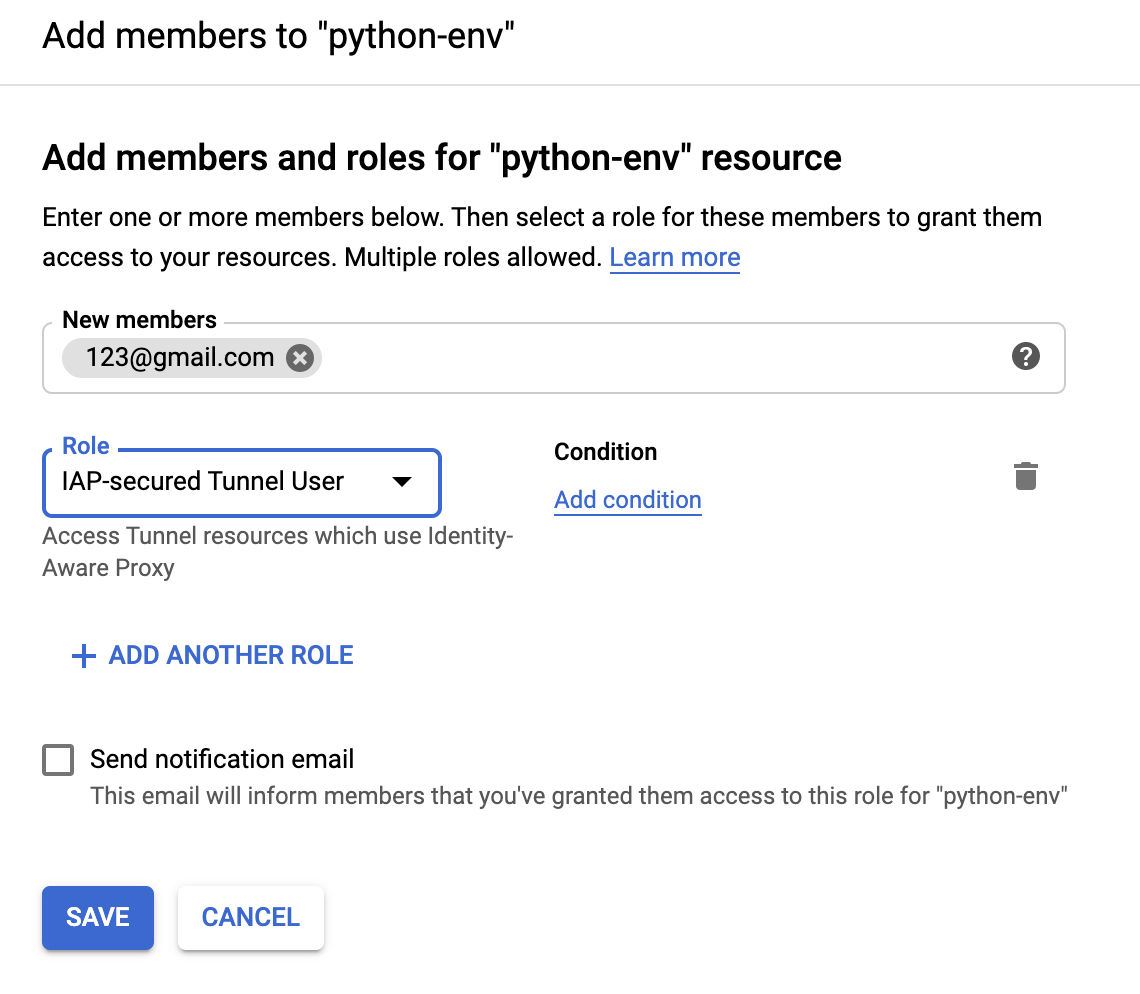 Add members to "python-env"
Add members and roles for "python-env" resource
Enter one or more members below. Then select a role for these members to grant them
access to your resources. Multiple roles allowed. Learn more
New members
123@gmail.com
Role
IAP-secured Tunnel User
Access Tunnel resources which use Identity-
Aware Proxy
Condition
Add condition
ADD ANOTHER ROLE
Send notification email
This email will inform members that you've granted them access to this role for "python-env"
SAVE
CANCEL